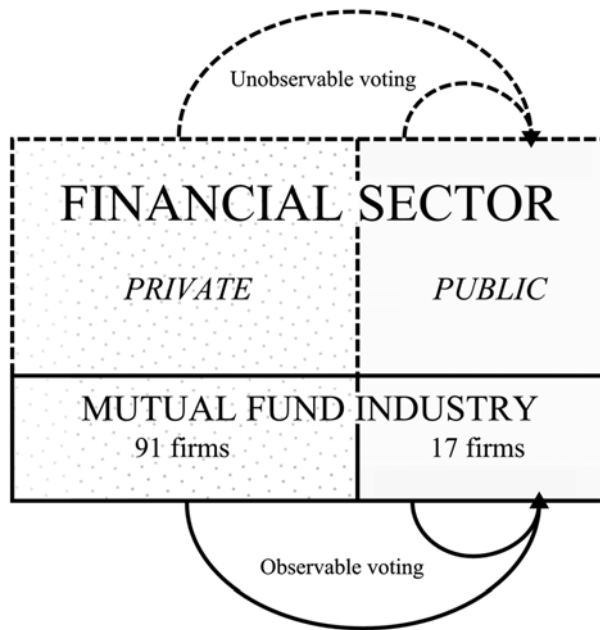 Unobservable voting
FINANCIAL SECTOR
PRIVATE
PUBLIC
MUTUAL FUND INDUSTRY
91 firms
17 firms
Observable voting